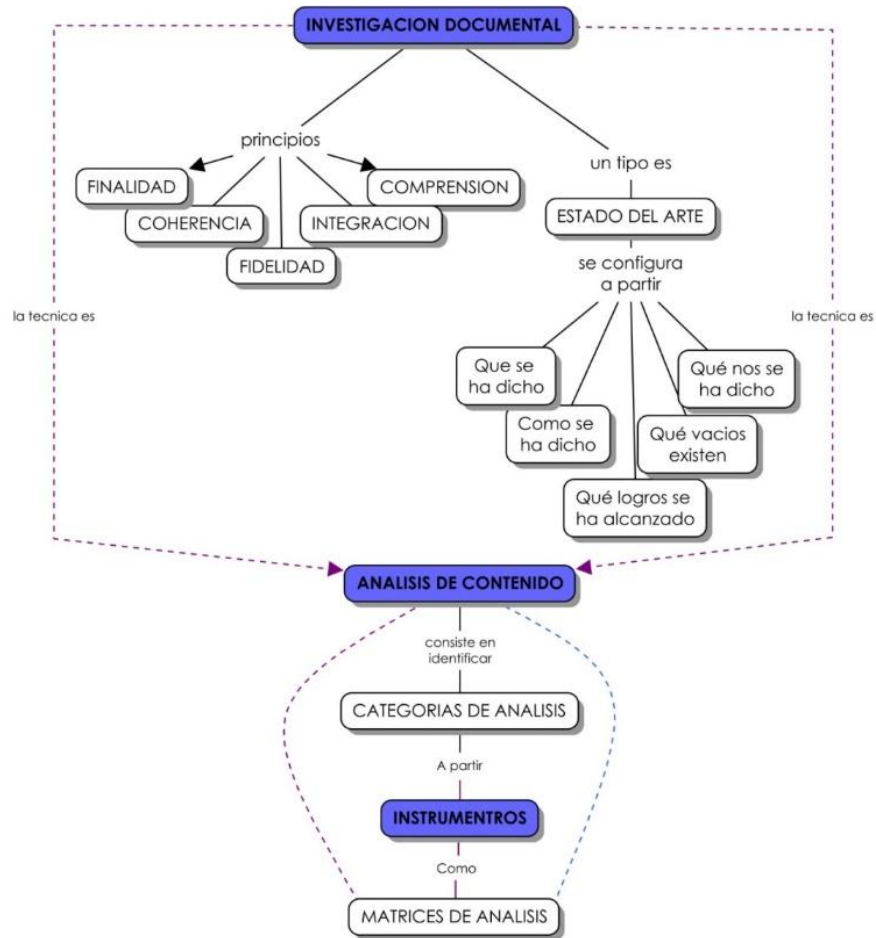 INVESTIGACION DOCUMENTAL
principios
FINALIDAD
COHERENCIA
FIDELIDAD
INTEGRACION
COMPRENSION
un tipo es
ESTADO DEL ARTE
se configura
a partir
Que se
ha dicho
Como se
ha dicho
Qué logros se
ha alcanzado
Qué vacios
existen
Qué nos se
ha dicho
la tecnica es
la tecnica es
ANALISIS DE CONTENIDO
consiste en
identificar
CATEGORIAS DE ANALISIS
A partir
INSTRUMENTROS
Como
MATRICES DE ANALISIS